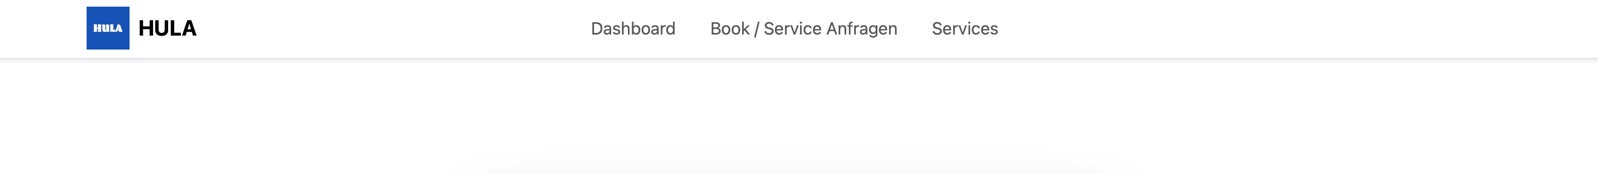 HULA HULA Dashboard Book / Service Anfragen Services